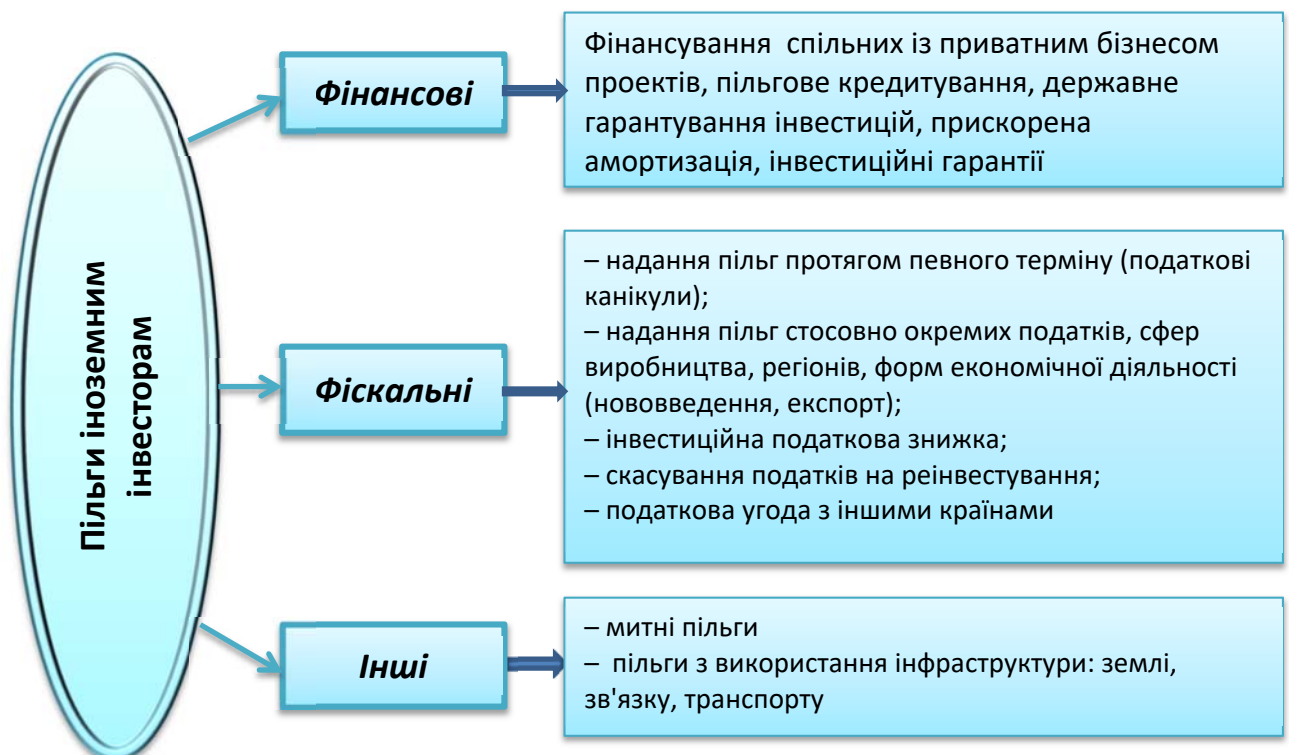 Пільги іноземним
інвесторам
Фінансові
Фінансування спільних із приватним бізнесом
проектів, пільгове кредитування, державне
гарантування інвестицій, прискорена
амортизація, інвестиційні гарантії
Фіскальні
– надання пільг протягом певного терміну (податкові
канікули);
– надання пільг стосовно окремих податків, сфер
виробництва, регіонів, форм економічної діяльності
(нововведення, експорт);
– інвестиційна податкова знижка;
– скасування податків на реінвестування;
– податкова угода з іншими країнами
Інші
– митні пільги
– пільги з використання інфраструктури: землі,
зв'язку, транспорту